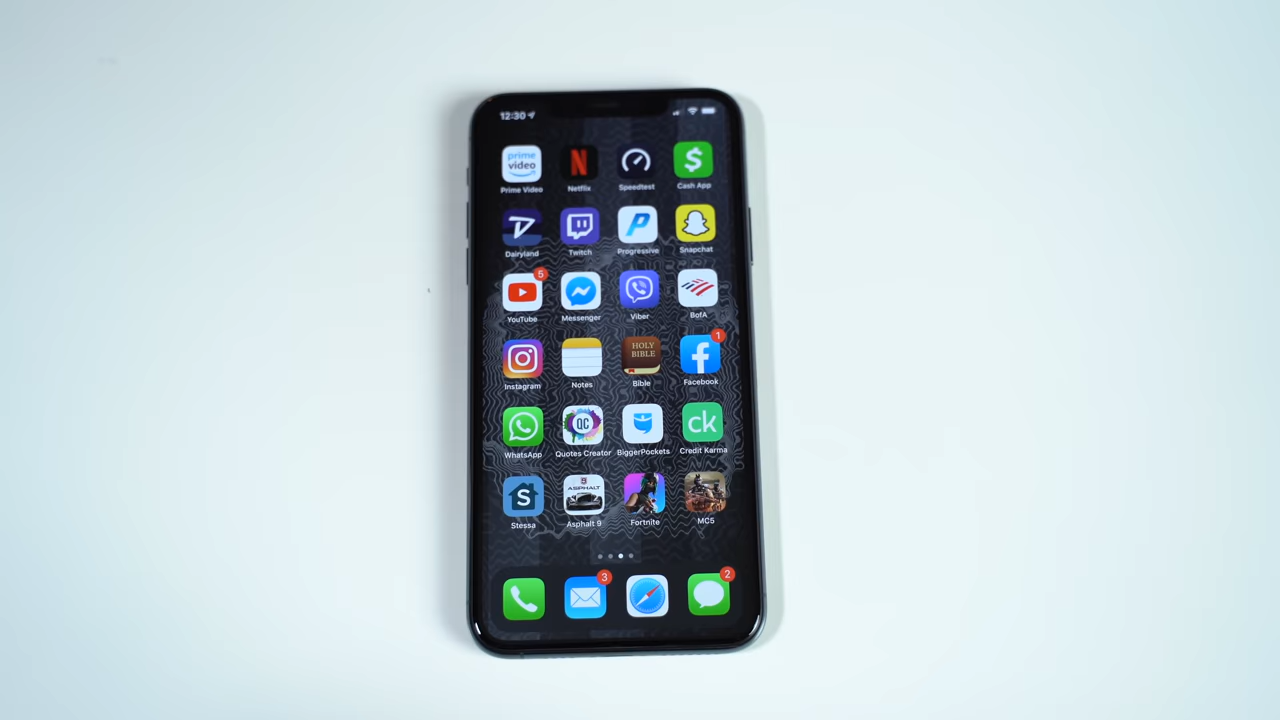 12:30
prime
video
N
$
Prime Video Netflix Speedtest Cash App
Dairyland Twitch Progressive Snapchat
5
YouTube Messenger Viber BofA
HOLY
BIBLE
1
Instagram Notes Bible Facebook
QC
ck
WhatsApp Quotes Creator BiggerPockets Credit Karma
S
ASPHALT
Stessa Asphalt 9 Fortnite MC5
3
2